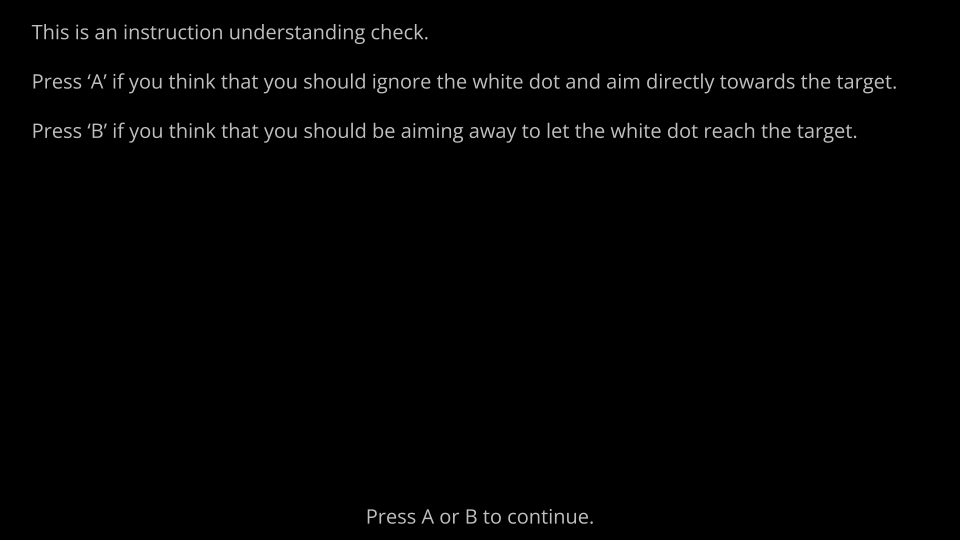 This is an instruction understanding check.
Press ‘A’ if you think that you should ignore the white dot and aim directly towards the target.
Press ‘B’ if you think that you should be aiming away to let the white dot reach the target.
Press A or B to continue.